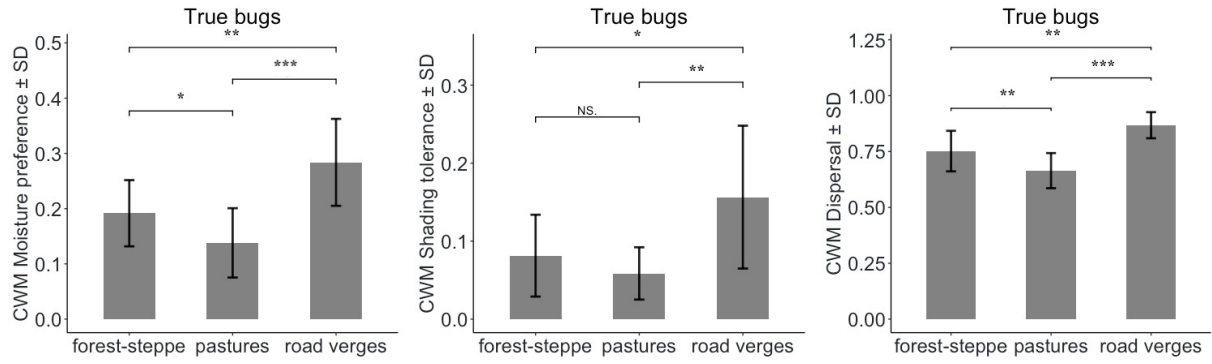 True bugs
CWM Moisture preference ± SD
0.5
0.4
0.3
0.2
0.1
0.0
**
***
*
forest-steppe pastures road verges
True bugs
CWM Shading tolerance ± SD
0.3
0.2
0.1
0.0
*
**
NS.
forest-steppe pastures road verges
True bugs
CWM Dispersal ± SD
1.25
1.00
0.75
0.50
0.25
0.00
**
***
**
forest-steppe pastures road verges